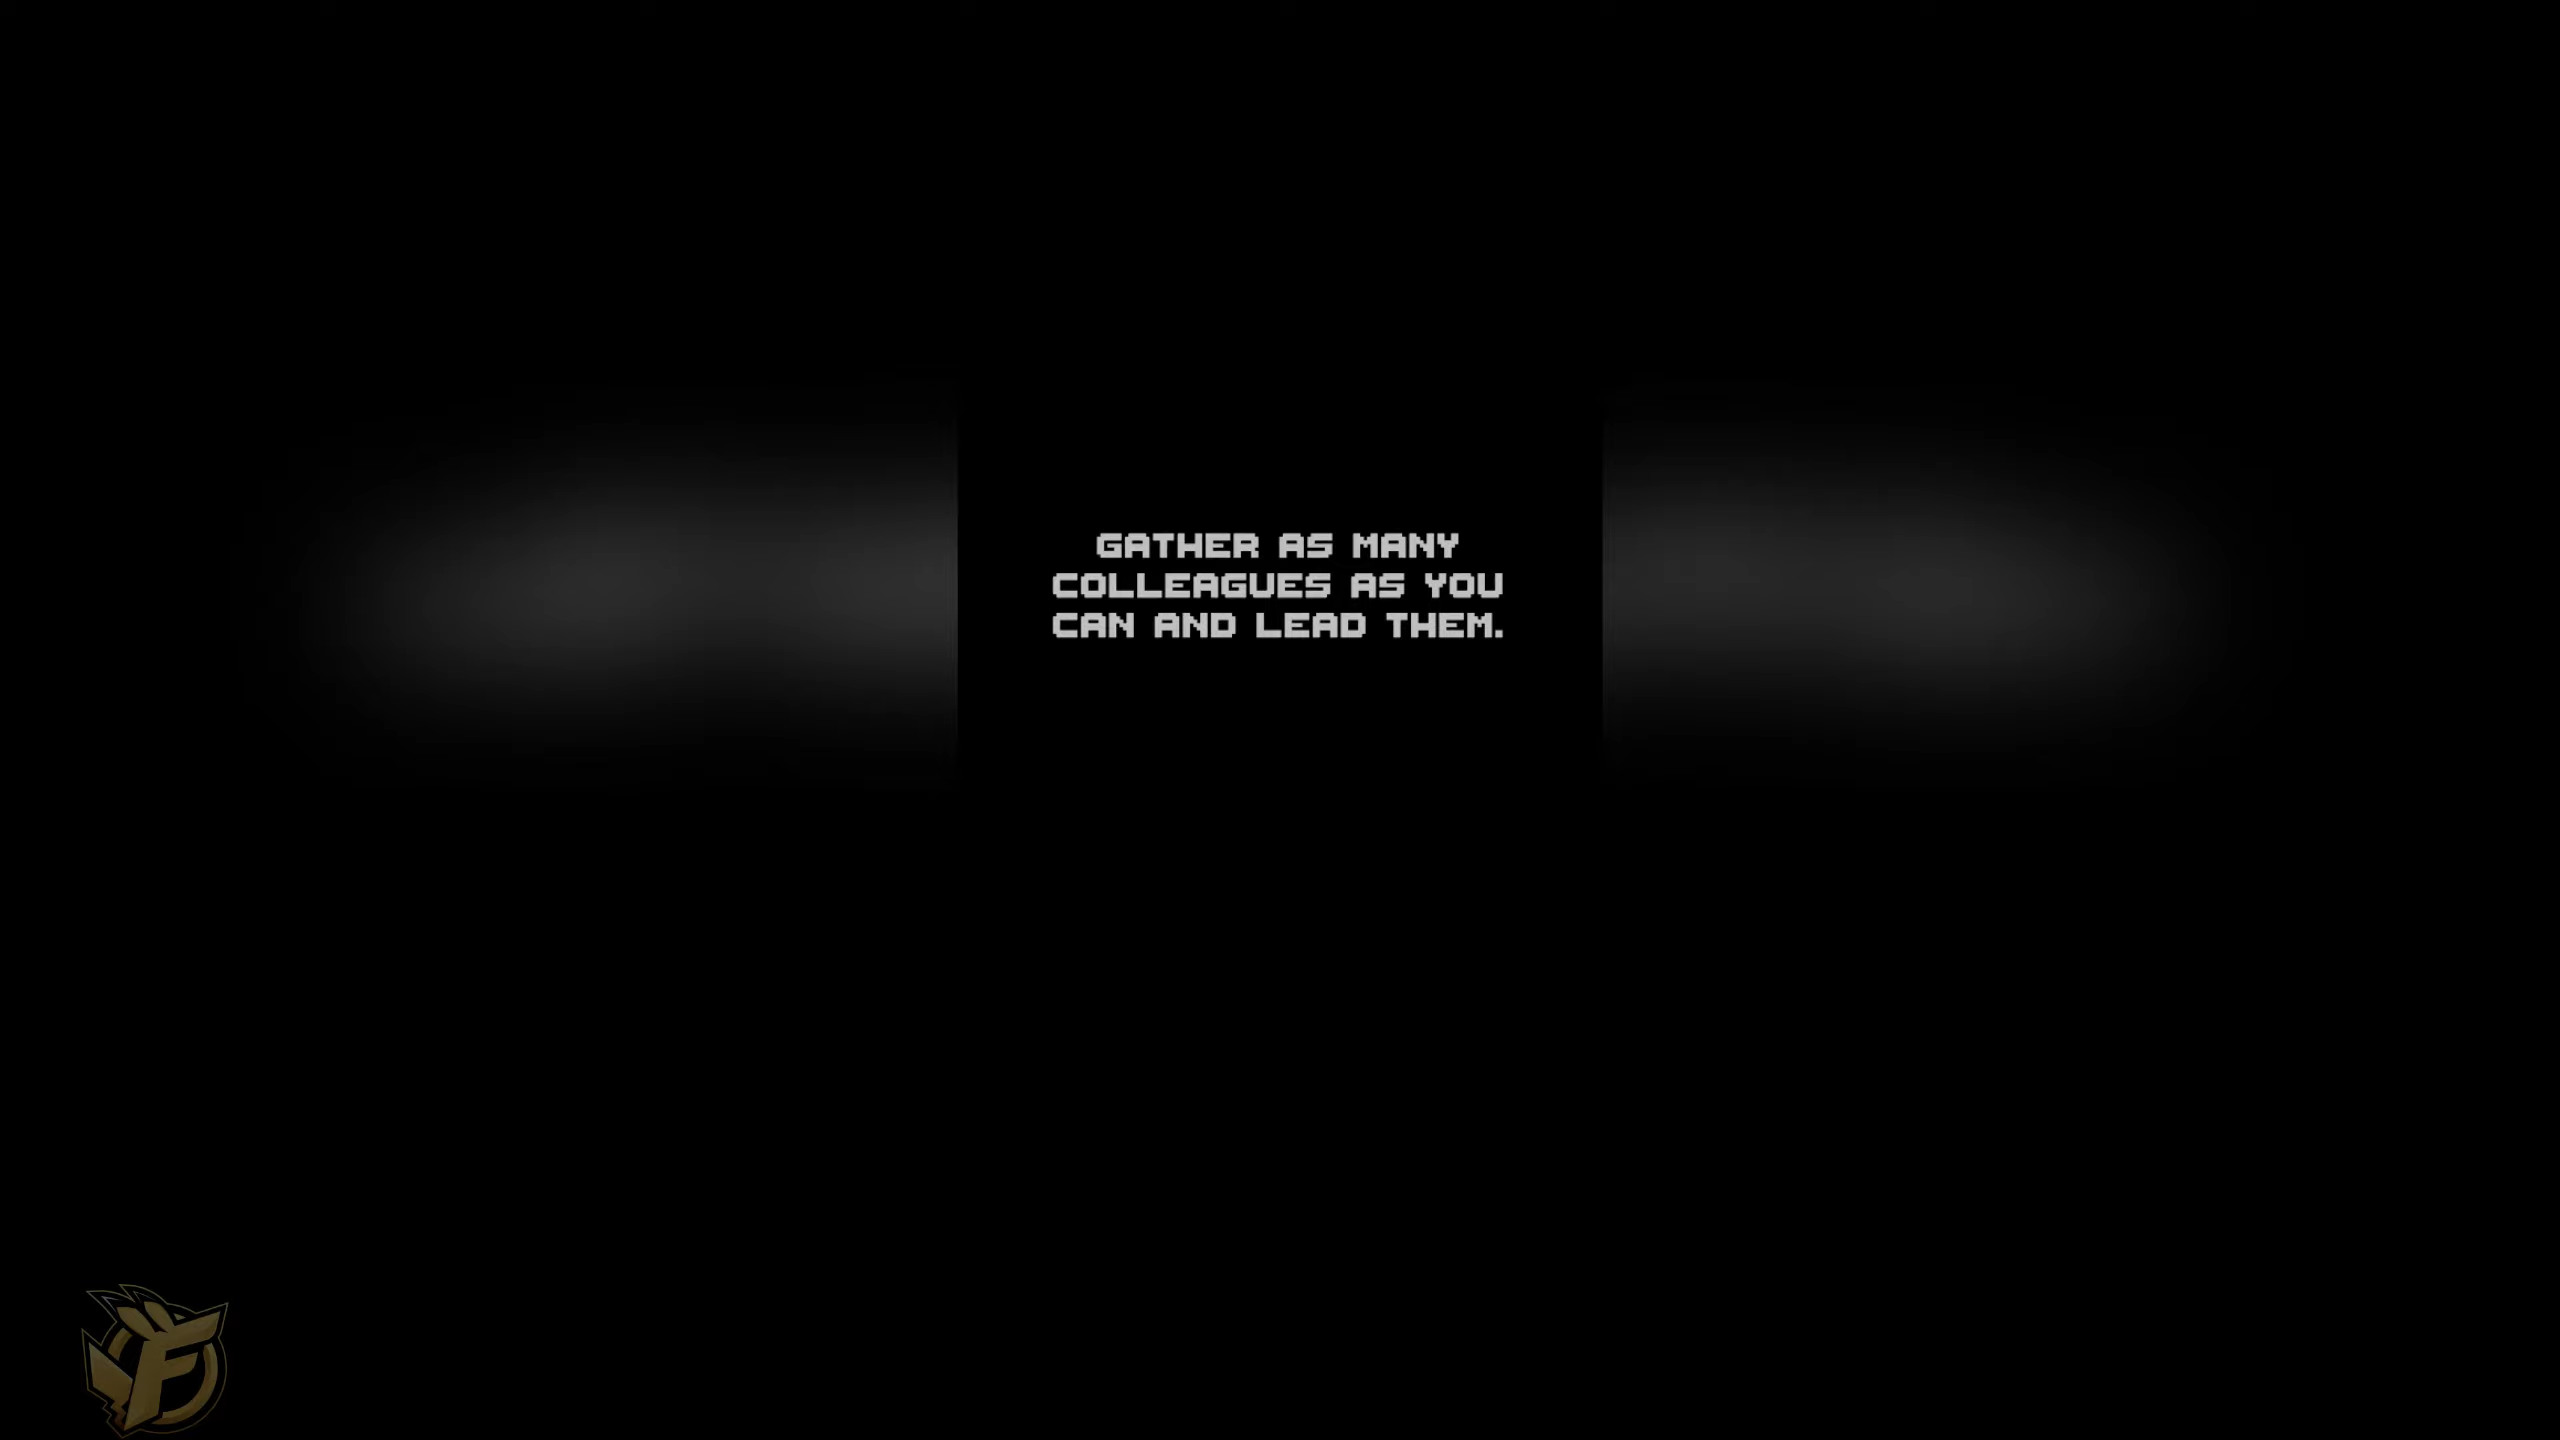 GATHER AS MANY
COLLEAGUES AS YOU
CAN AND LEAD THEM.
F